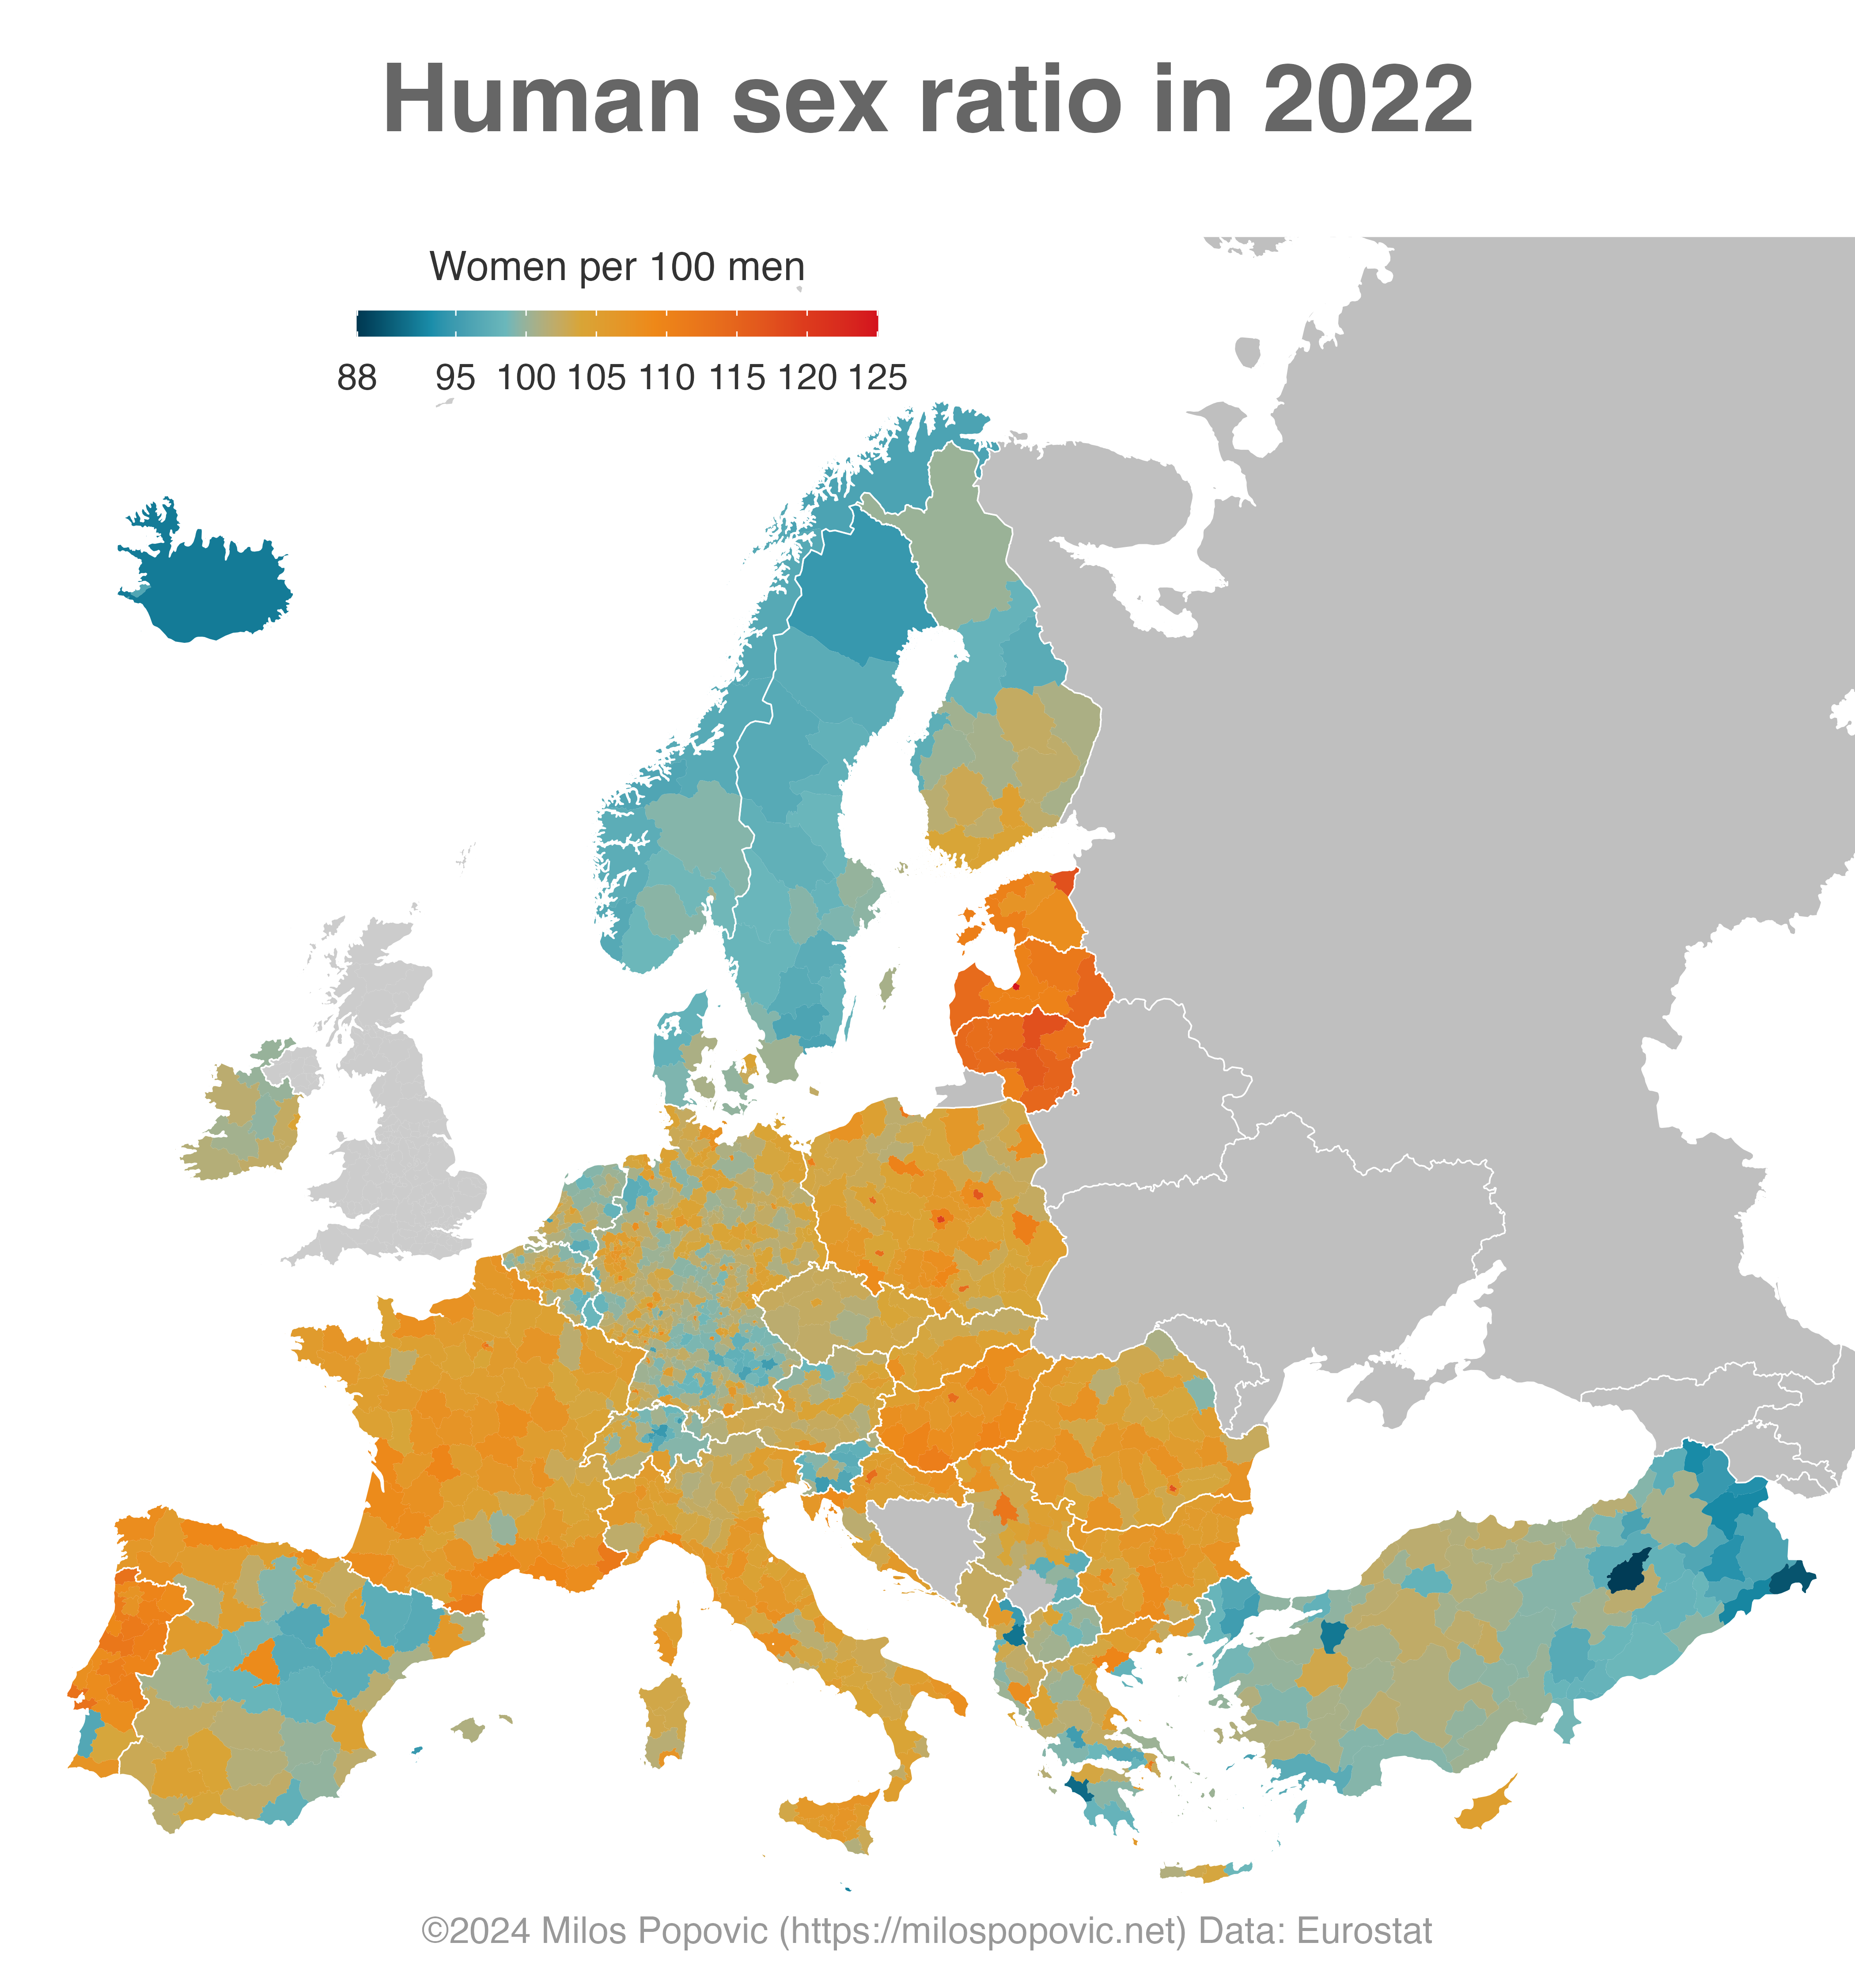 Human sex ratio in 2022
Women per 100 men
88 95 100 105 110 115 120 125
©2024 Milos Popovic (https://milospopovic.net) Data: Eurostat